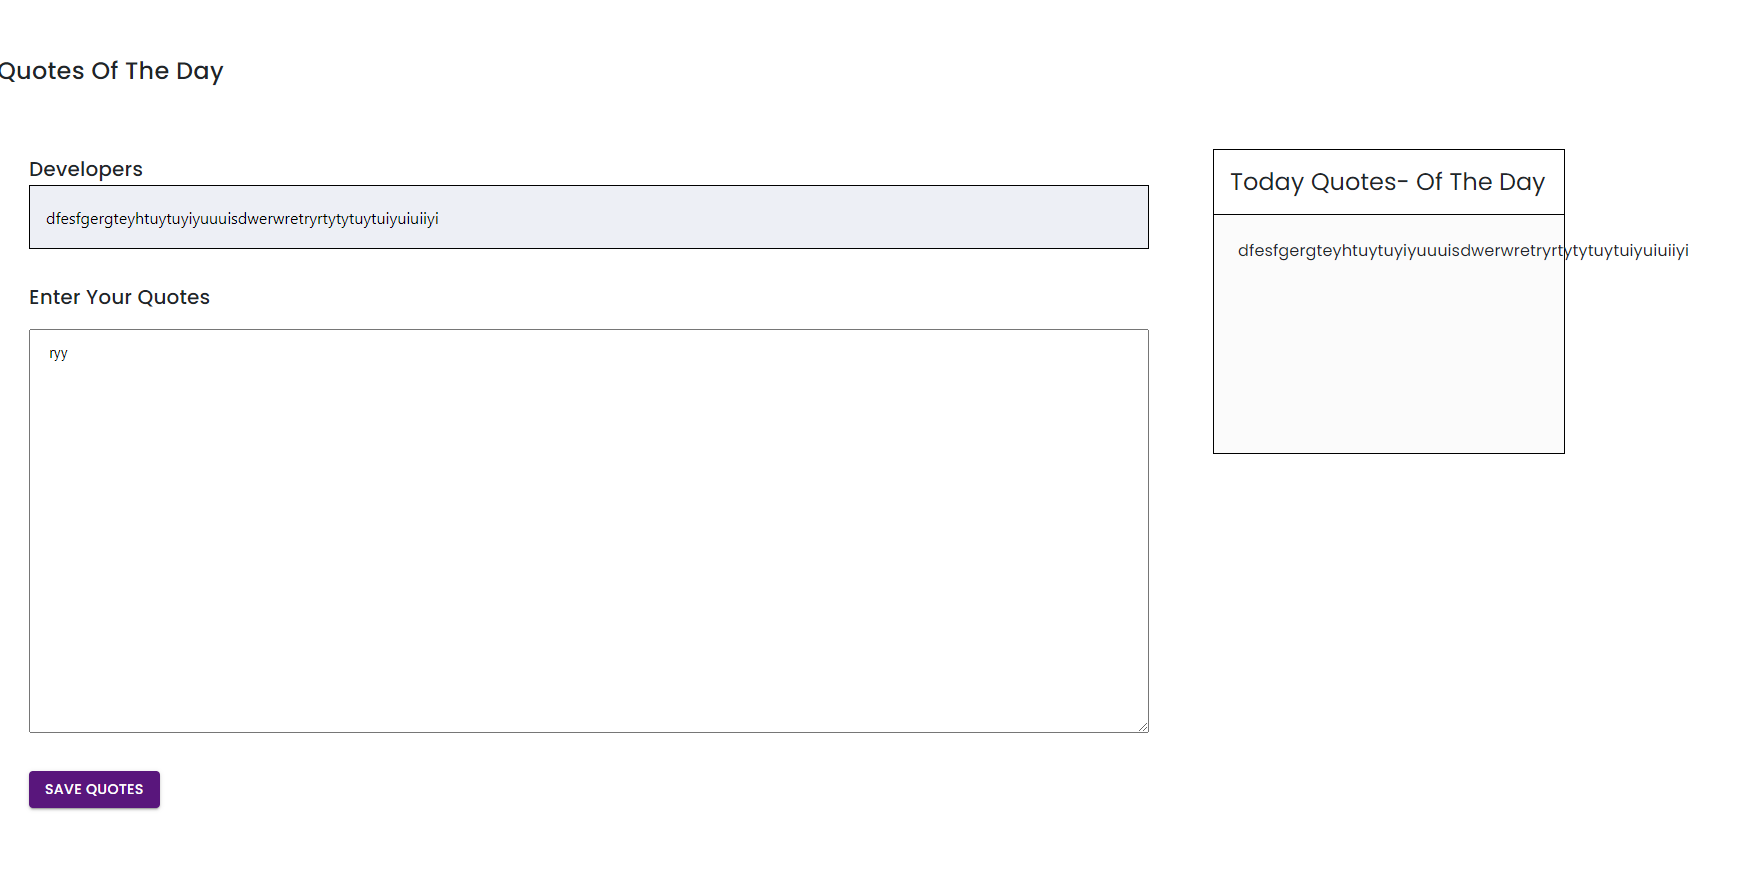 Quotes Of The Day
Developers
dfesfgergteyhtuytuyiyuuuisdwerwretryrtytytuytuiyuiuiiyi
Enter Your Quotes
ryy
SAVE QUOTES
Today Quotes- Of The Day
dfesfgergteyhtuytuyiyuuuisdwerwretryrtytytuytuiyuiuiiyi